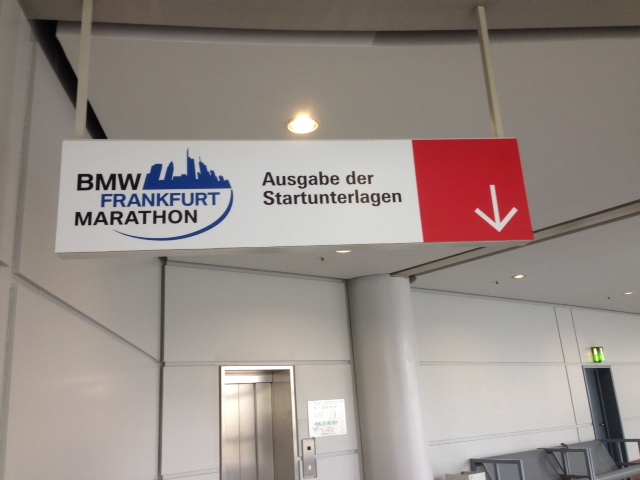 BMW
FRANKFURT
MARATHON
Ausgabe der
Startunterlagen